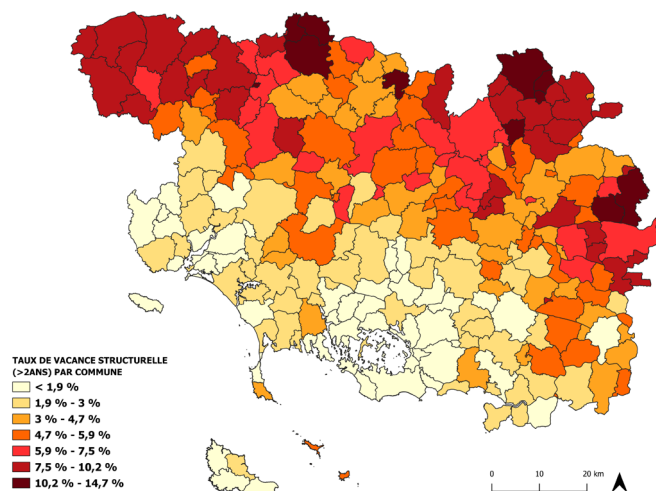 TAUX DE VACANCE STRUCTURELLE
(>2ANS) PAR COMMUNE
< 1,9 %
1,9 % - 3 %
3 % - 4,7 %
4,7 % - 5,9 %
5,9 % - 7,5 %
7,5 % - 10,2 %
10,2 % - 14,7 %
0 10 20 km